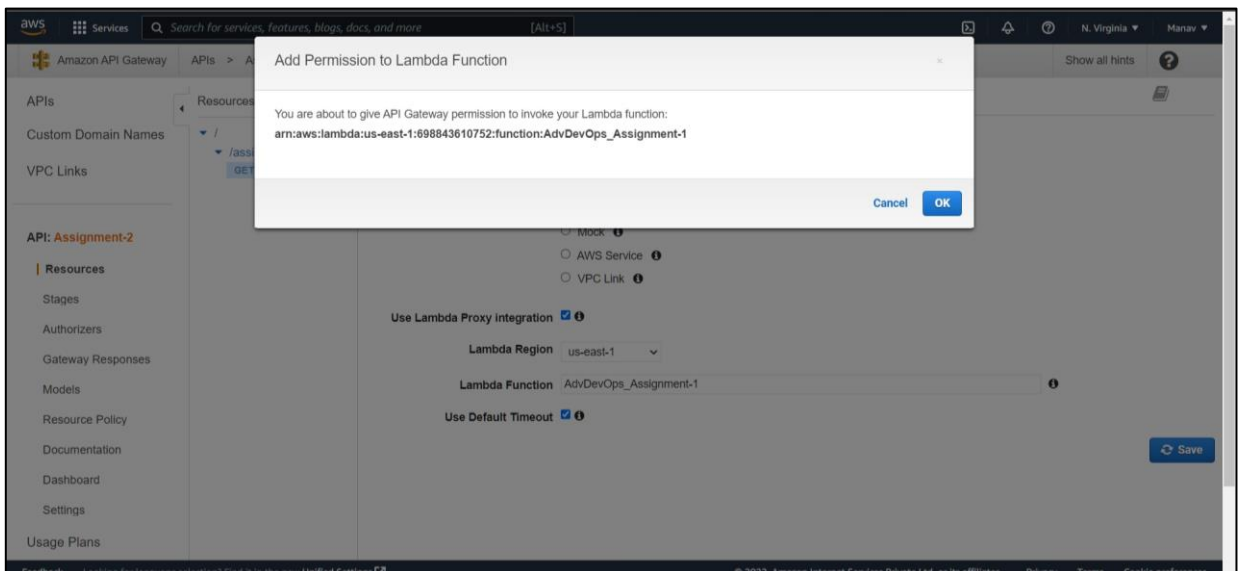 aws
Services
Search for services, features, blogs, docs, and more
[Alt+S]
N. Virginia
Manav
Amazon API Gateway
APIs > A
Show all hints
Add Permission to Lambda Function
You are about to give API Gateway permission to invoke your Lambda function:
arn:aws:lambda:us-east-1:698843610752:function:AdvDevOps_Assignment-1
Cancel
OK
APIs
Custom Domain Names
VPC Links
API: Assignment-2
Resources
Stages
Authorizers
Gateway Responses
Models
Resource Policy
Documentation
Dashboard
Settings
Usage Plans
Resources
/
/assi
GET
Mock
AWS Service
VPC Link
Use Lambda Proxy integration
Lambda Region us-east-1
Lambda Function AdvDevOps_Assignment-1
Use Default Timeout
Save